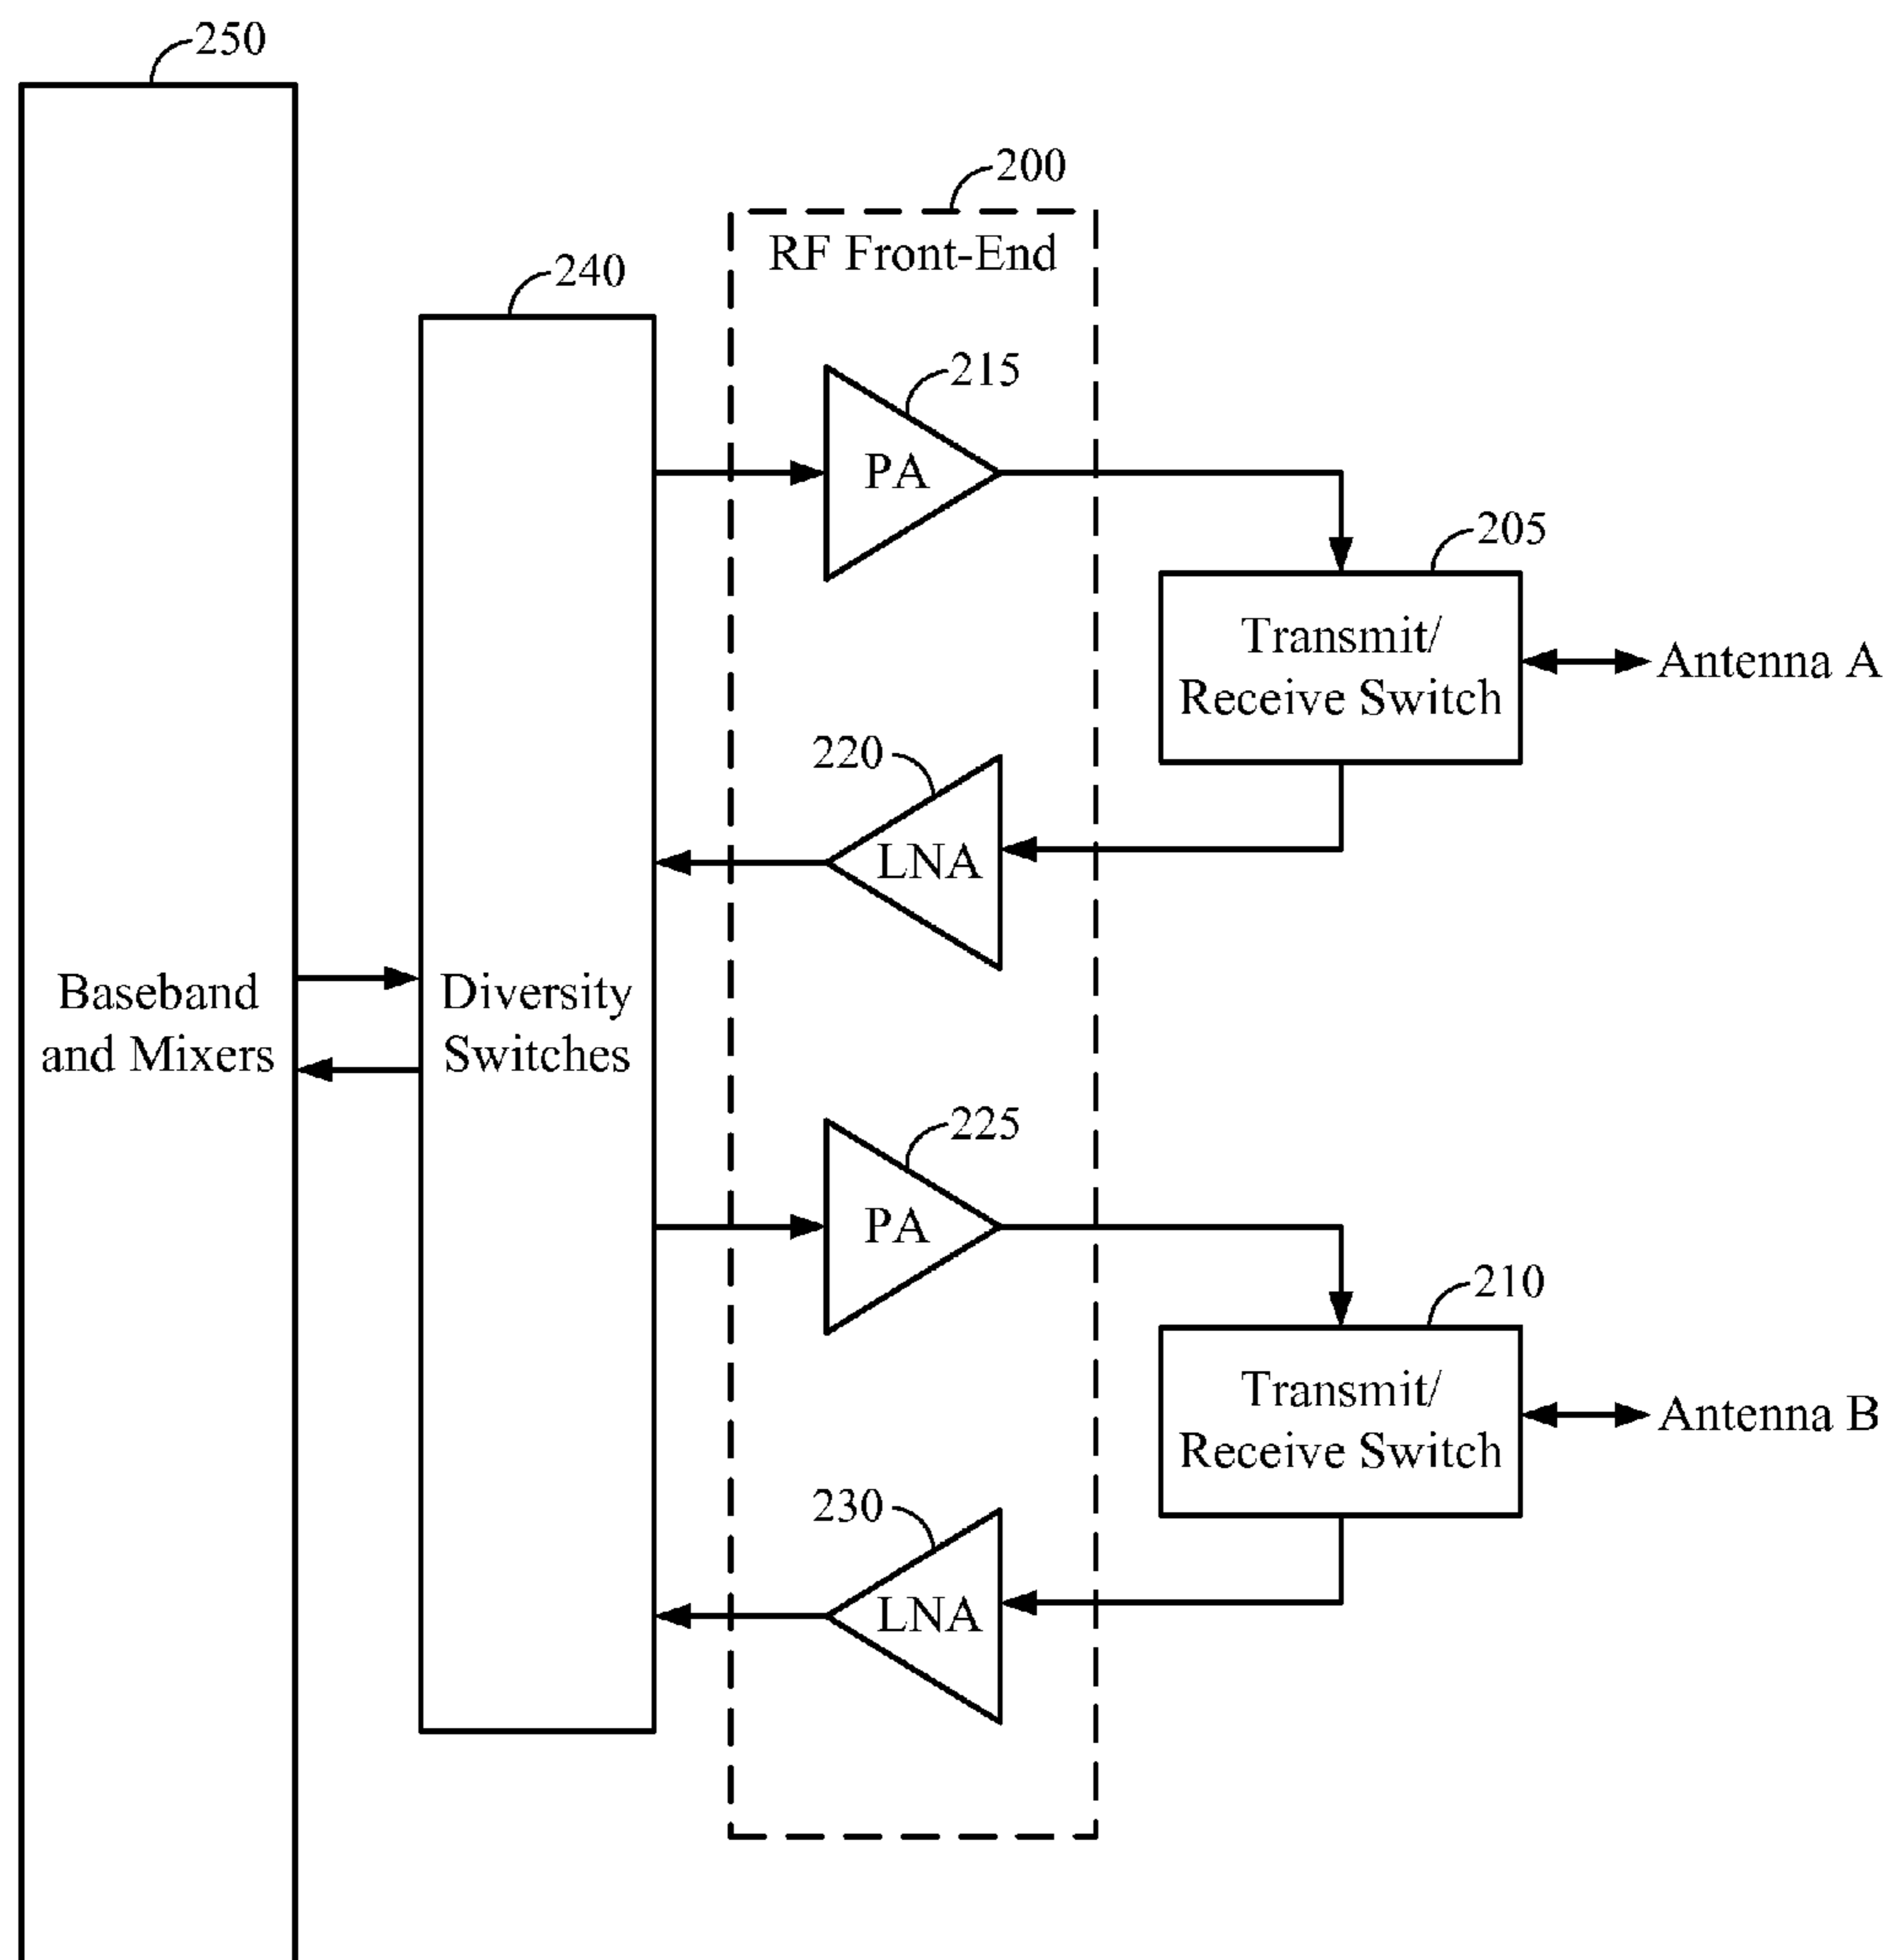 250
200
RF Front-End
240
215
PA
205
Transmit/
Receive Switch
Antenna A
220
LNA
Baseband
and Mixers
Diversity
Switches
225
PA
210
Transmit/
Receive Switch
Antenna B
230
LNA